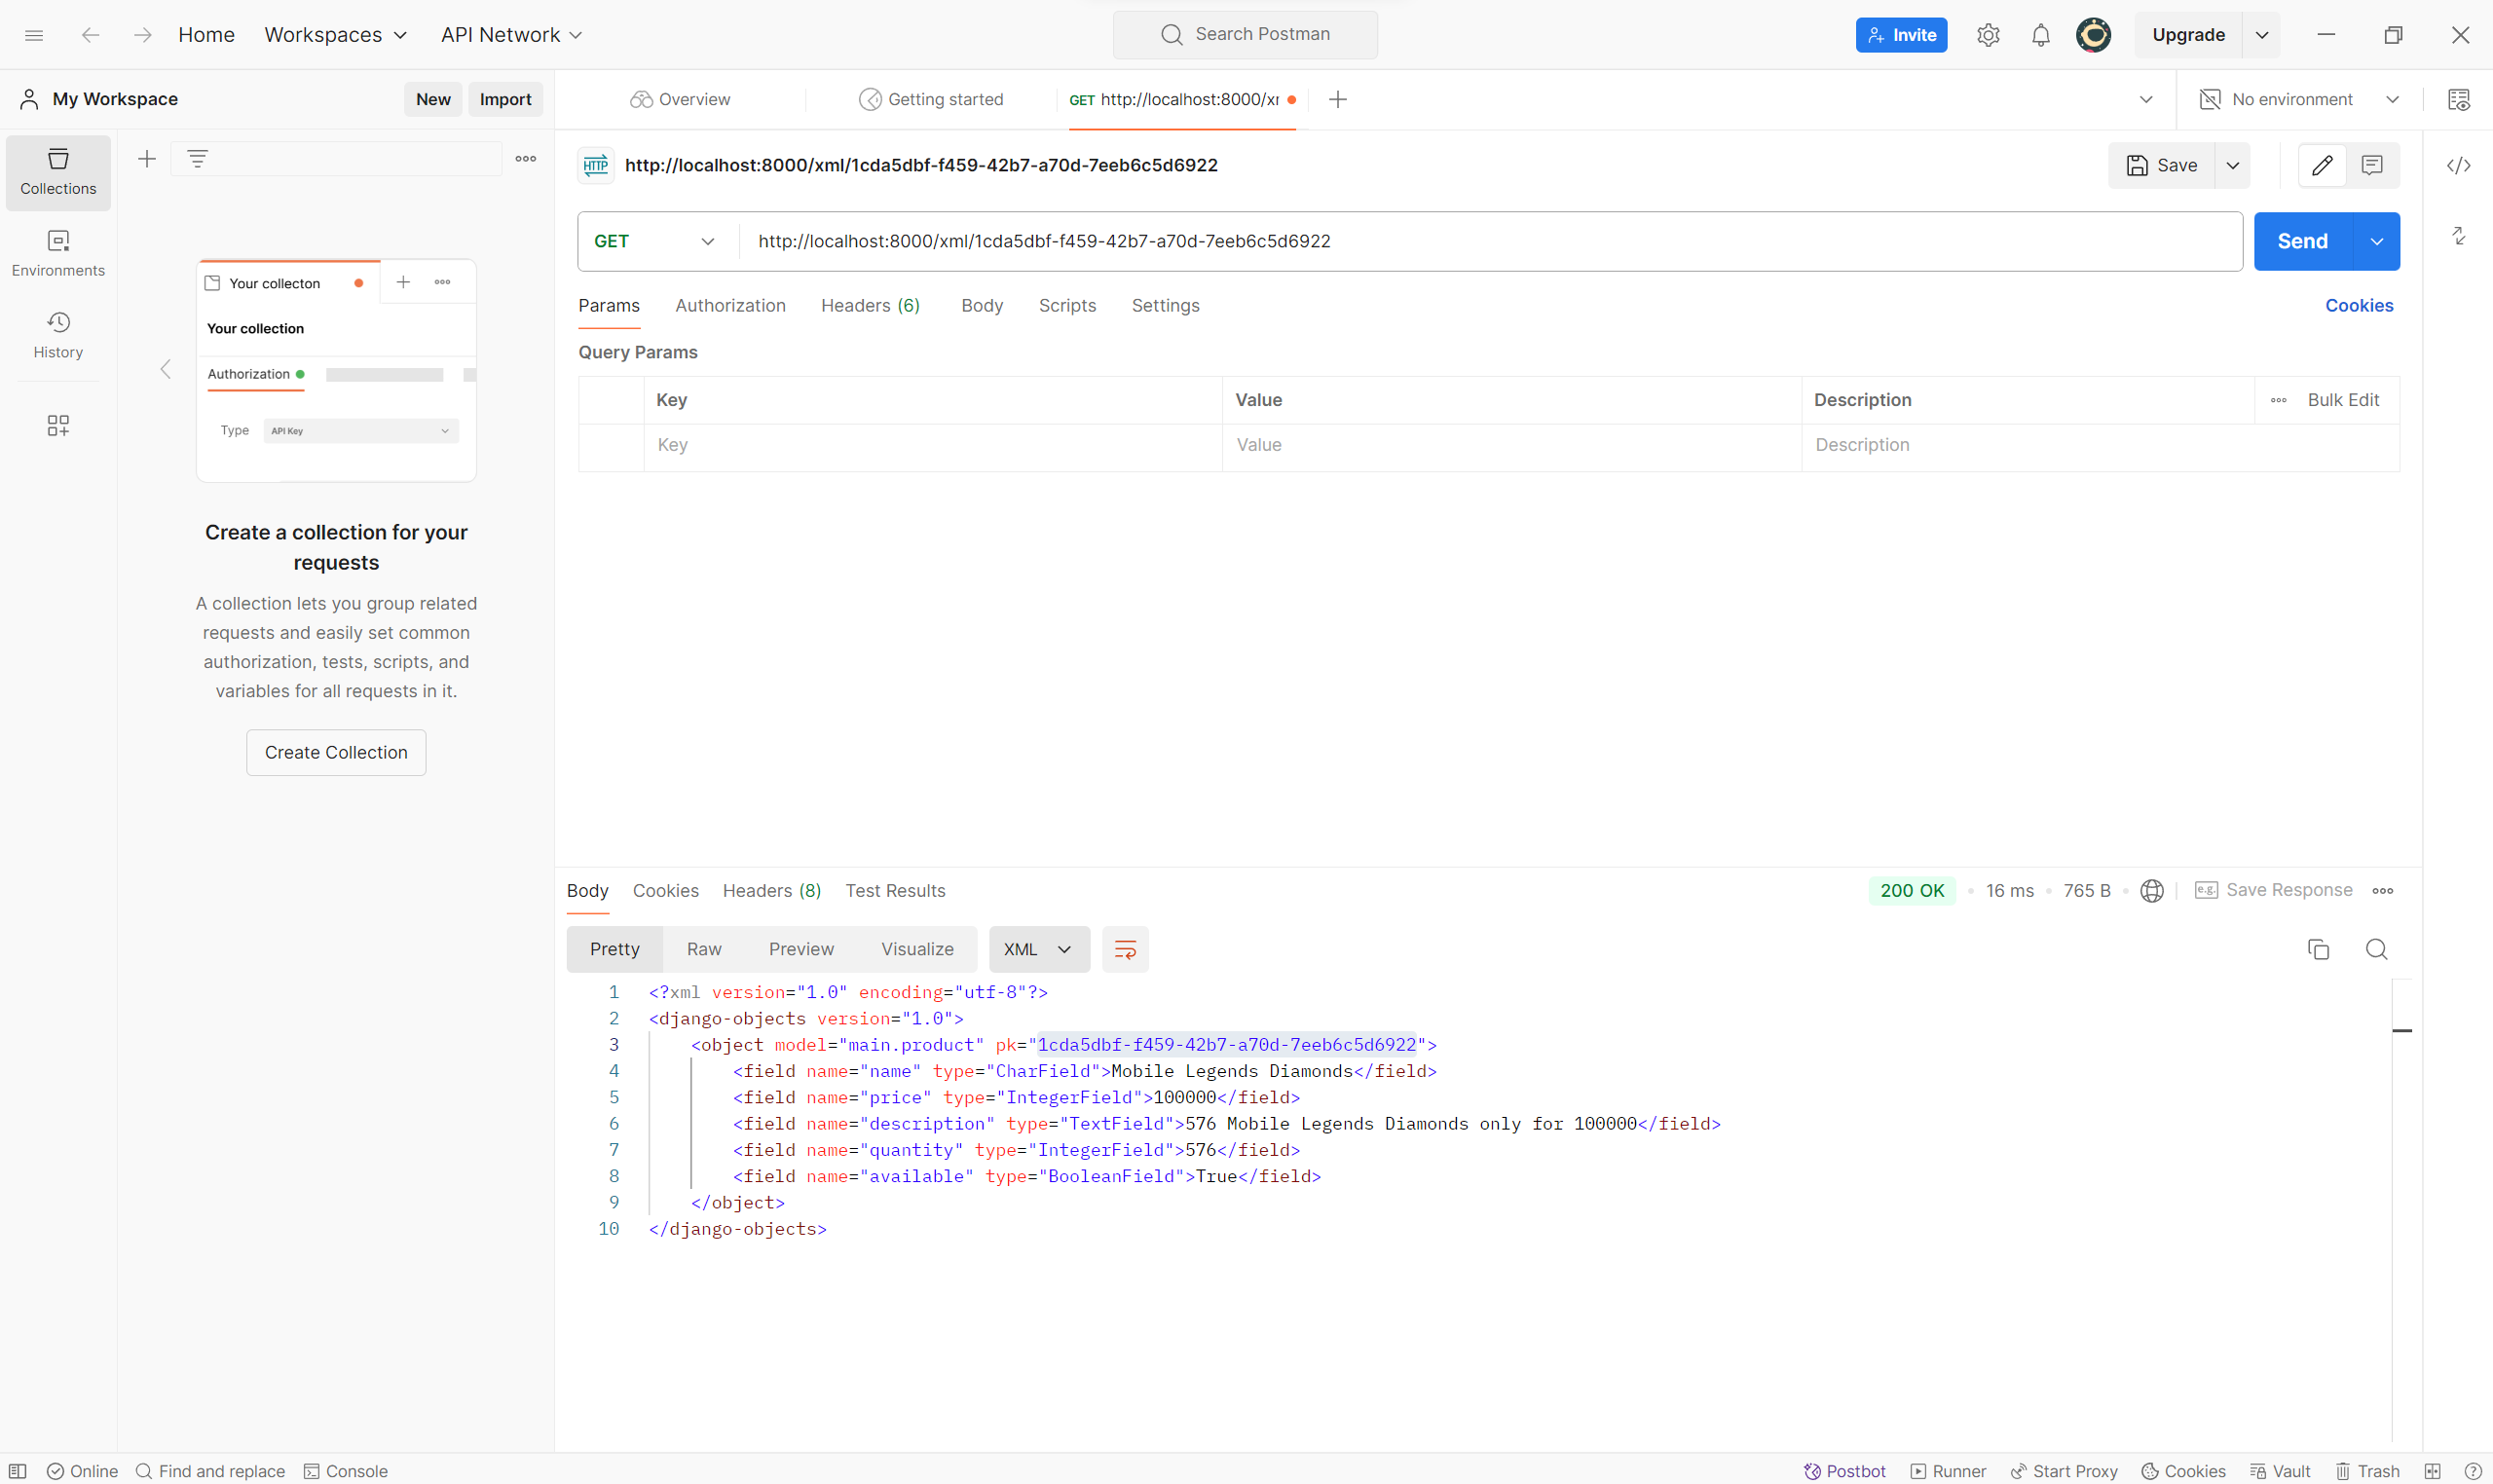 Home Workspaces API Network Search Postman Invite Upgrade
My Workspace New Import Overview Getting started GET http://localhost:8000/xr No environment
Collections
Environments
History
Your collecton
Your collection
Authorization
Type API Key
Create a collection for your
requests
A collection lets you group related
requests and easily set common
authorization, tests, scripts, and
variables for all requests in it.
Create Collection
HTTP http://localhost:8000/xml/1cda5dbf-f459-42b7-a70d-7eeb6c5d6922 Save
GET http://localhost:8000/xml/1cda5dbf-f459-42b7-a70d-7eeb6c5d6922 Send
Params Authorization Headers (6) Body Scripts Settings Cookies
Query Params
Key Value Description Bulk Edit
Key Value Description
Body Cookies Headers (8) Test Results 200 OK 16 ms 765 B e.g. Save Response
Pretty Raw Preview Visualize XML
1 <?xml version="1.0" encoding="utf-8"?>
2 <django-objects version="1.0">
3 <object model="main.product" pk="1cda5dbf-f459-42b7-a70d-7eeb6c5d6922">
4 <field name="name" type="CharField">Mobile Legends Diamonds</field>
5 <field name="price" type="IntegerField">100000</field>
6 <field name="description" type="TextField">576 Mobile Legends Diamonds only for 100000</field>
7 <field name="quantity" type="IntegerField">576</field>
8 <field name="available" type="BooleanField">True</field>
9 </object>
10 </django-objects>
Online Find and replace Console Postbot Runner Start Proxy Cookies Vault Trash